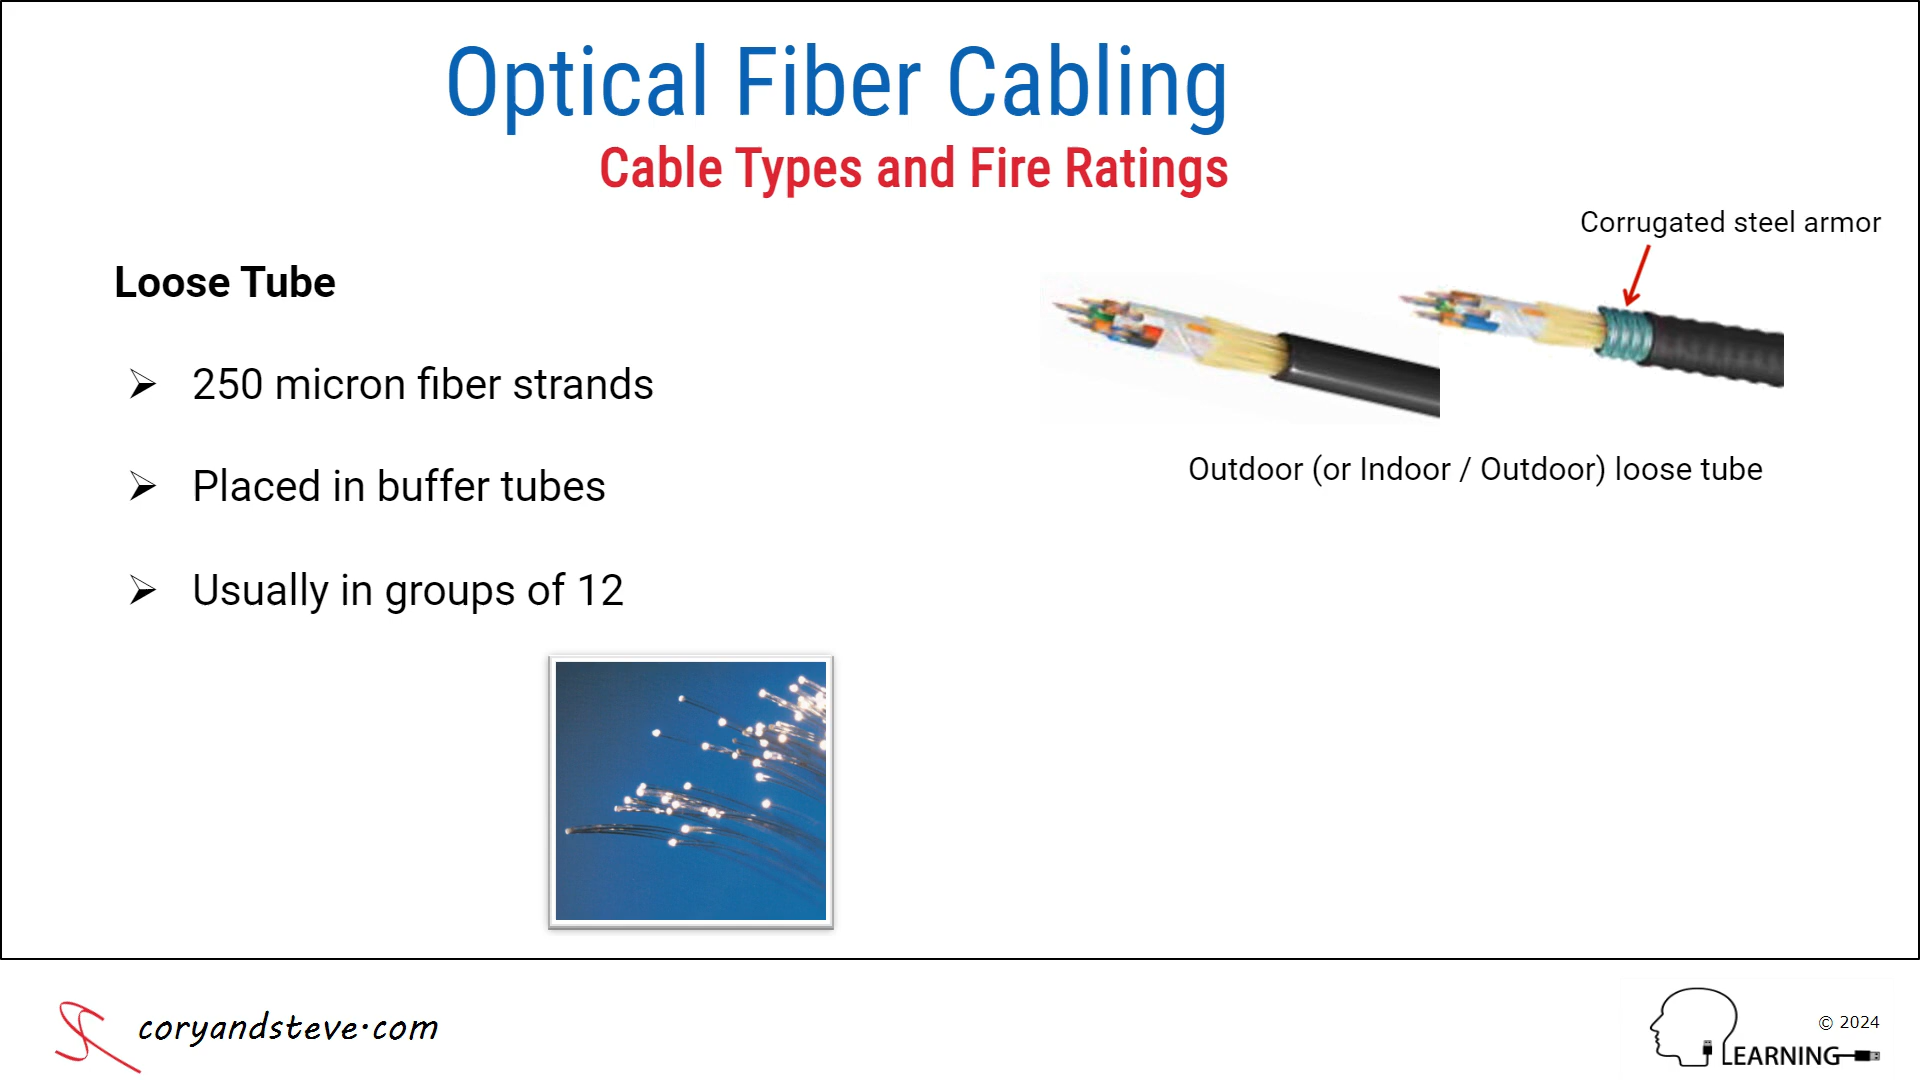 Optical Fiber Cabling
Cable Types and Fire Ratings
Corrugated steel armor
Loose Tube
250 micron fiber strands
Placed in buffer tubes
Usually in groups of 12
Outdoor (or Indoor / Outdoor) loose tube
coryandsteve.com
© 2024
LEARNING